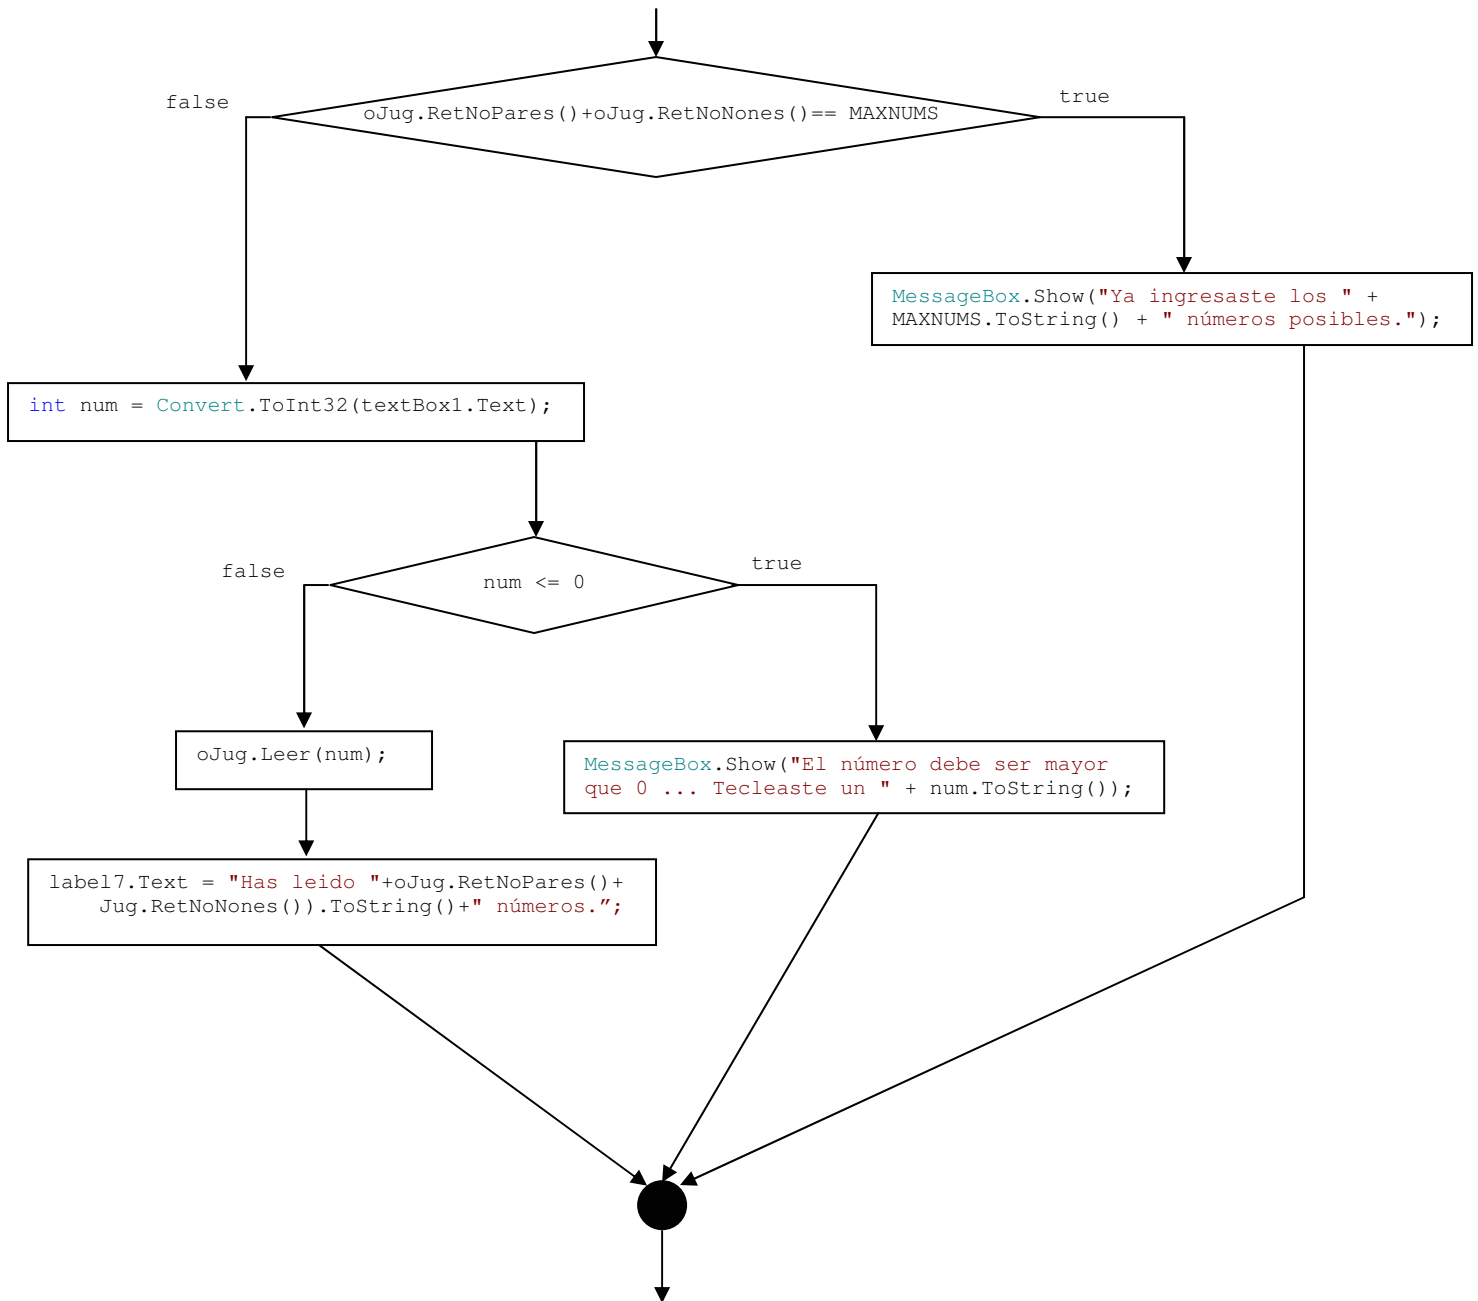 false
oJug.RetNoPares()+oJug.RetNoNones()== MAXNUMS
true
MessageBox.Show("Ya ingresaste los " +
MAXNUMS.ToString() + " números posibles.");
int num = Convert.ToInt32(textBox1.Text);
false
num <= 0
true
oJug.Leer(num);
MessageBox.Show("El número debe ser mayor
que 0 ... Tecleaste un " + num.ToString());
label7.Text = "Has leido "+oJug.RetNoPares()+
Jug.RetNoNones()).ToString()+" números.”;